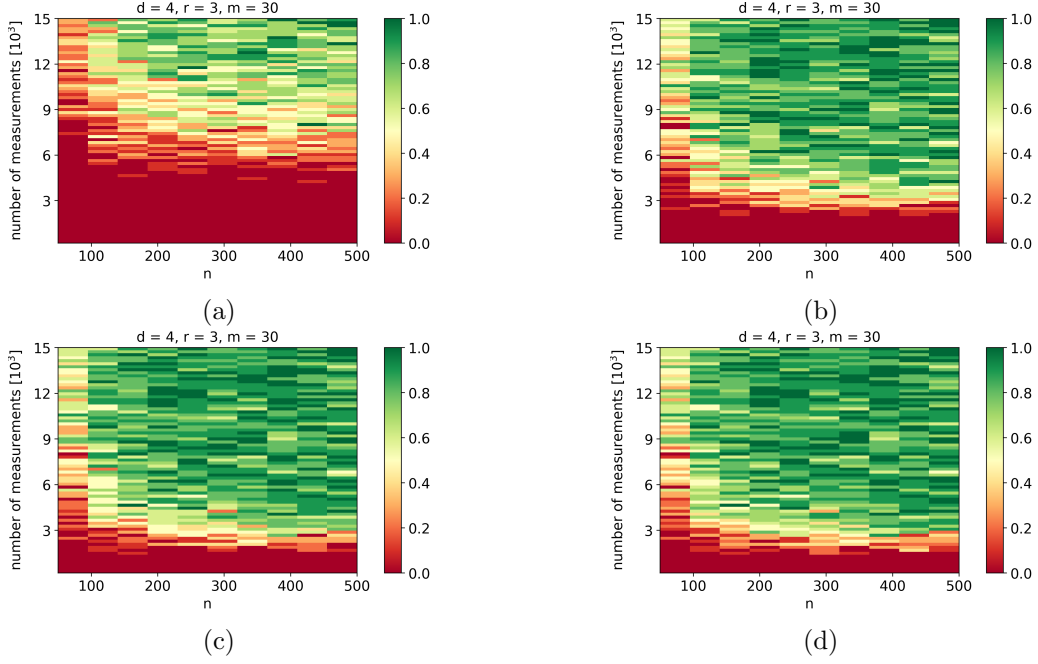 d = 4, r = 3, m = 30
number of measurements [10³]
15
12
9
6
3
100 200 300 400 500
n
1.0
0.8
0.6
0.4
0.2
0.0
(a)
d = 4, r = 3, m = 30
number of measurements [10³]
15
12
9
6
3
100 200 300 400 500
n
1.0
0.8
0.6
0.4
0.2
0.0
(b)
d = 4, r = 3, m = 30
number of measurements [10³]
15
12
9
6
3
100 200 300 400 500
n
1.0
0.8
0.6
0.4
0.2
0.0
(c)
d = 4, r = 3, m = 30
number of measurements [10³]
15
12
9
6
3
100 200 300 400 500
n
1.0
0.8
0.6
0.4
0.2
0.0
(d)